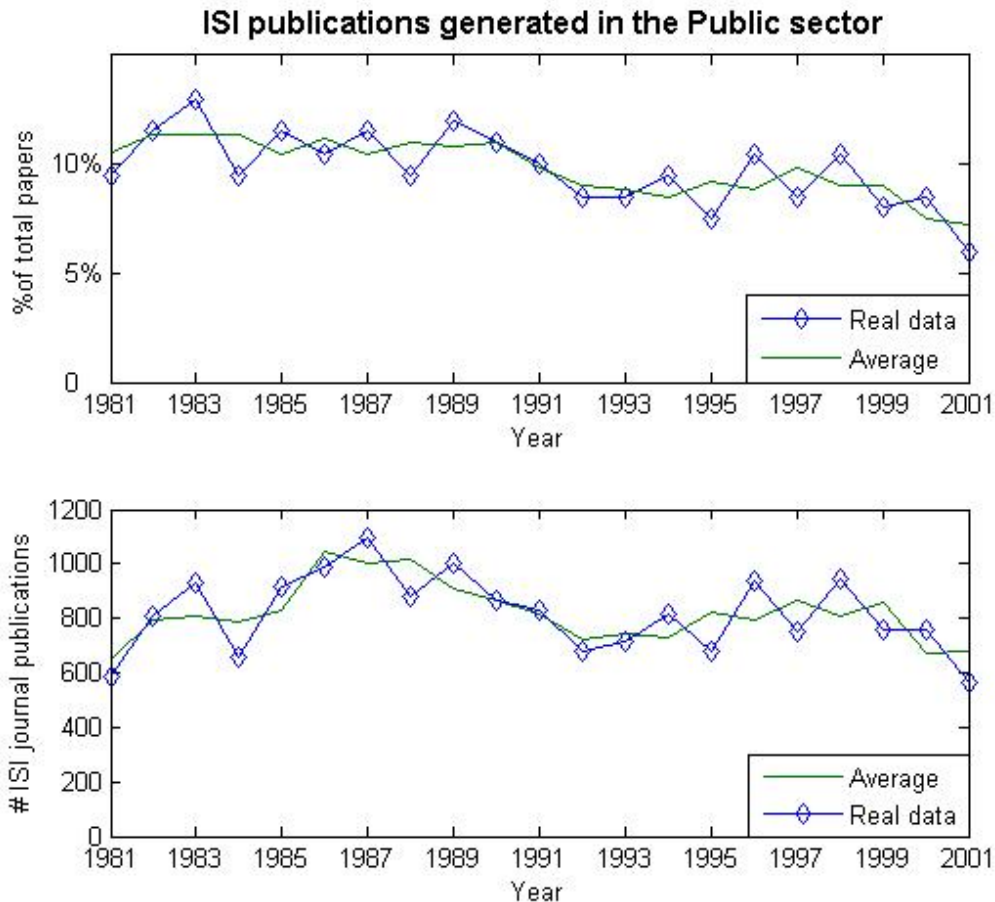 ISI publications generated in the Public sector
%of total papers
10%
5%
0
1981 1983 1985 1987 1989 1991 1993 1995 1997 1999 2001
Year
Real data
Average
# ISI journal publications
1200
1000
800
600
400
200
0
1981 1983 1985 1987 1989 1991 1993 1995 1997 1999 2001
Year
Average
Real data